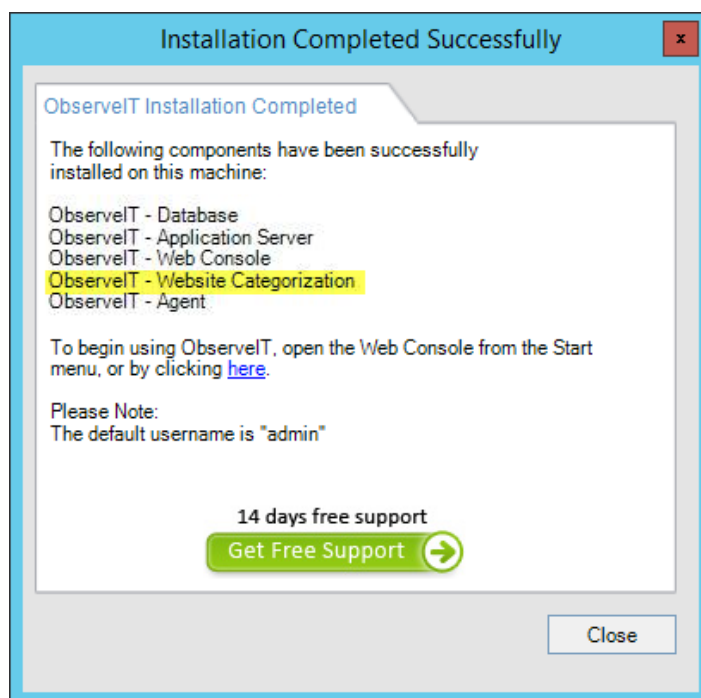 Installation Completed Successfully
x
ObserveIT Installation Completed
The following components have been successfully
installed on this machine:
ObserveIT - Database
ObserveIT - Application Server
ObserveIT - Web Console
ObserveIT - Website Categorization
ObserveIT - Agent
To begin using ObserveIT, open the Web Console from the Start
menu, or by clicking here.
Please Note:
The default username is "admin"
14 days free support
Get Free Support
Close